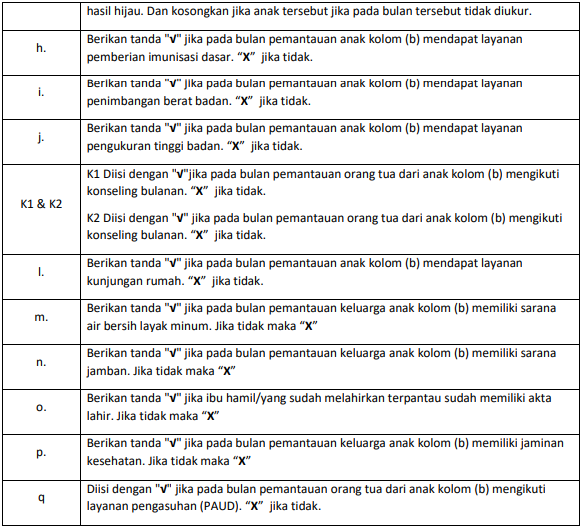 hasil hijau. Dan kosongkan jika anak tersebut jika pada bulan tersebut tidak diukur.
h.
Berikan tanda "√" jika pada bulan pemantauan anak kolom (b) mendapat layanan
pemberian imunisasi dasar. “X” jika tidak.
i.
Berikan tanda "√" jika pada bulan pemantauan anak kolom (b) mendapat layanan
penimbangan berat badan. “X” jika tidak.
j.
Berikan tanda "√" jika pada bulan pemantauan anak kolom (b) mendapat layanan
pengukuran tinggi badan. “X” jika tidak.
K1 & K2
K1 Diisi dengan "√"jika pada bulan pemantauan orang tua dari anak kolom (b) mengikuti
konseling bulanan. “X” jika tidak.
K2 Diisi dengan "√" jika pada bulan pemantauan orang tua dari anak kolom (b) mengikuti
konseling bulanan. “X” jika tidak.
l.
Berikan tanda "√" jika pada bulan pemantauan anak kolom (b) mendapat layanan
kunjungan rumah. “X” jika tidak.
m.
Berikan tanda "√" jika pada bulan pemantauan keluarga anak kolom (b) memiliki sarana
air bersih layak minum. Jika tidak maka “X”
n.
Berikan tanda "√" jika pada bulan pemantauan keluarga anak kolom (b) memiliki sarana
jamban. Jika tidak maka “X”
o.
Berikan tanda "√" jika ibu hamil/yang sudah melahirkan terpantau sudah memiliki akta
lahir. Jika tidak maka “X”
p.
Berikan tanda "√" jika pada bulan pemantauan keluarga anak kolom (b) memiliki jaminan
kesehatan. Jika tidak maka “X”
q
Diisi dengan "√" jika pada bulan pemantauan orang tua dari anak kolom (b) mengikuti
layanan pengasuhan (PAUD). “X” jika tidak.